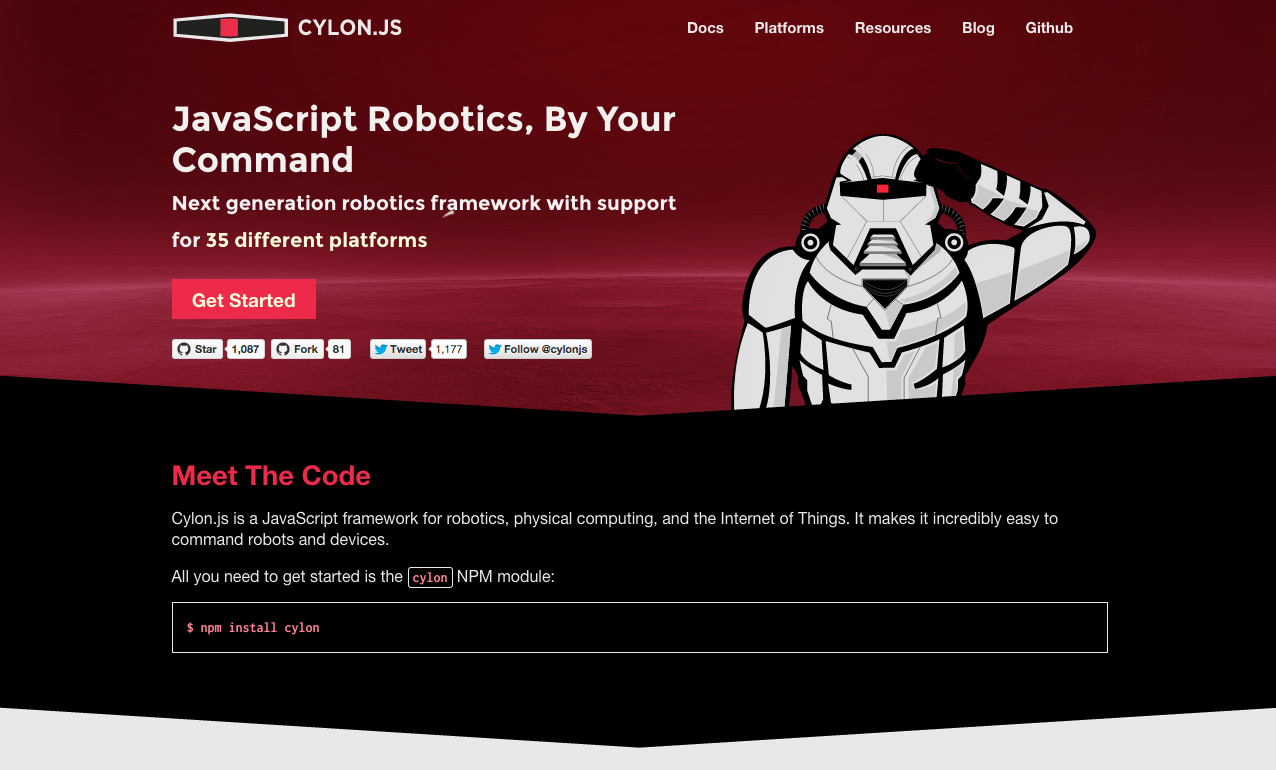 CYLON.JS
Docs Platforms Resources Blog Github
JavaScript Robotics, By Your
Command
Next generation robotics framework with support
for 35 different platforms
Get Started
Star 1,087 Fork 81 Tweet 1,177 Follow @cylonjs
Meet The Code
Cylon.js is a JavaScript framework for robotics, physical computing, and the Internet of Things. It makes it incredibly easy to
command robots and devices.
All you need to get started is the cylon NPM module:
$ npm install cylon